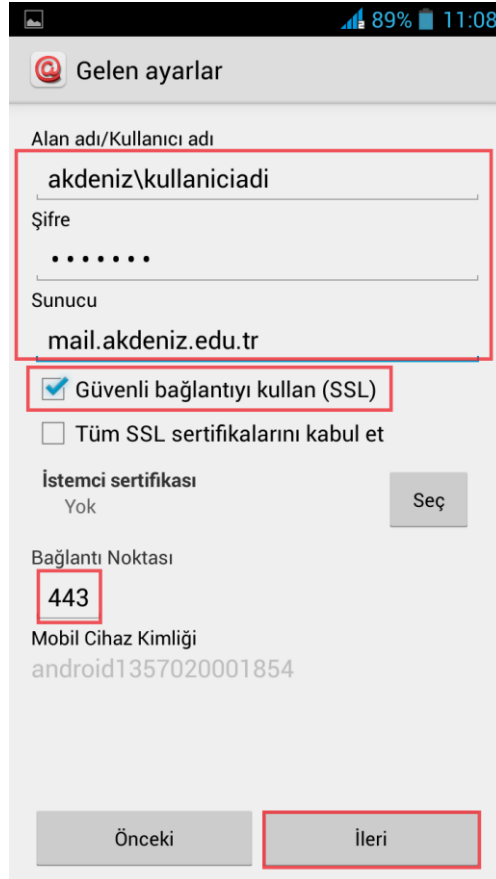 89% 11:08
Gelen ayarlar
Alan adı/Kullanıcı adı
akdeniz\kullaniciadi
Şifre
•••••••
Sunucu
mail.akdeniz.edu.tr
Güvenli bağlantıyı kullan (SSL)
Tüm SSL sertifikalarını kabul et
İstemci sertifikası
Yok
Seç
Bağlantı Noktası
443
Mobil Cihaz Kimliği
android1357020001854
Önceki İleri